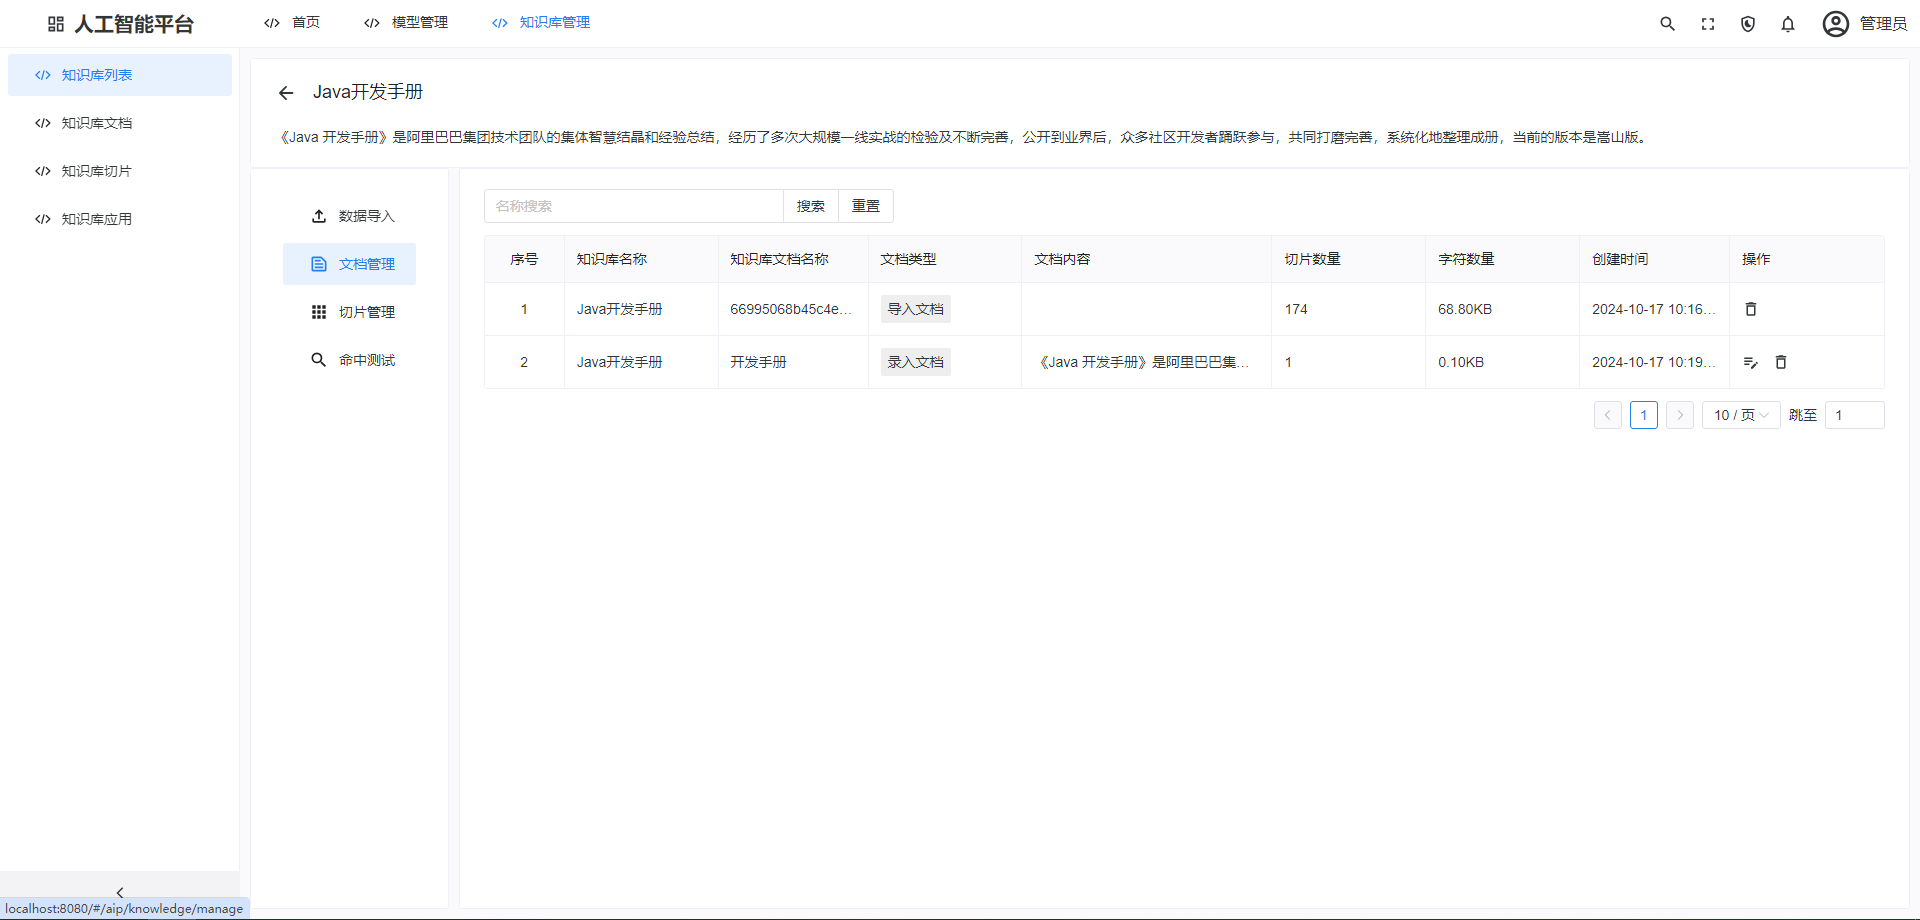 人工智能平台
首页
模型管理
知识库管理
管理员
知识库列表
知识库文档
知识库切片
知识库应用
Java开发手册
《Java 开发手册》是阿里巴巴集团技术团队的集体智慧结晶和经验总结，经历了多次大规模一线实战的检验及不断完善，公开到业界后，众多社区开发者踊跃参与，共同打磨完善，系统化地整理成册，当前的版本是嵩山版。
数据导入
文档管理
切片管理
命中测试
名称搜索 搜索 重置
序号 知识库名称 知识库文档名称 文档类型 文档内容 切片数量 字符数量 创建时间 操作
1 Java开发手册 66995068b45c4e... 导入文档 174 68.80KB 2024-10-17 10:16...
2 Java开发手册 开发手册 录入文档 《Java 开发手册》是阿里巴巴集... 1 0.10KB 2024-10-17 10:19...
1 10 / 页 跳至 1
localhost:8080/#/aip/knowledge/manage